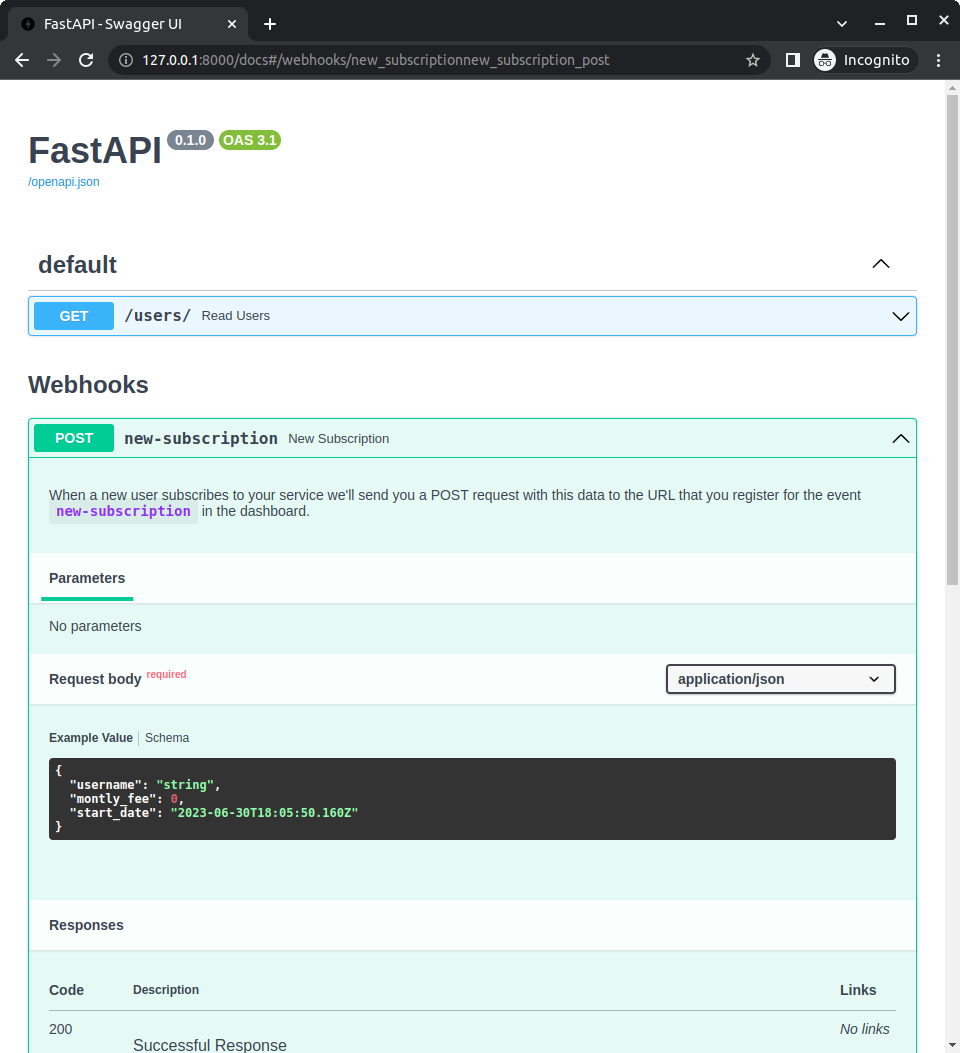 FastAPI - Swagger UI
127.0.0.1:8000/docs#/webhooks/new_subscriptionnew_subscription_post
Incognito
FastAPI 0.1.0 OAS 3.1
/openapi.json
default
GET /users/ Read Users
Webhooks
POST new-subscription New Subscription
When a new user subscribes to your service we'll send you a POST request with this data to the URL that you register for the event
new-subscription in the dashboard.
Parameters
No parameters
Request body required
application/json
Example Value Schema
{
"username": "string",
"montly_fee": 0,
"start_date": "2023-06-30T18:05:50.160Z"
}
Responses
Code Description Links
200 No links
Successful Response